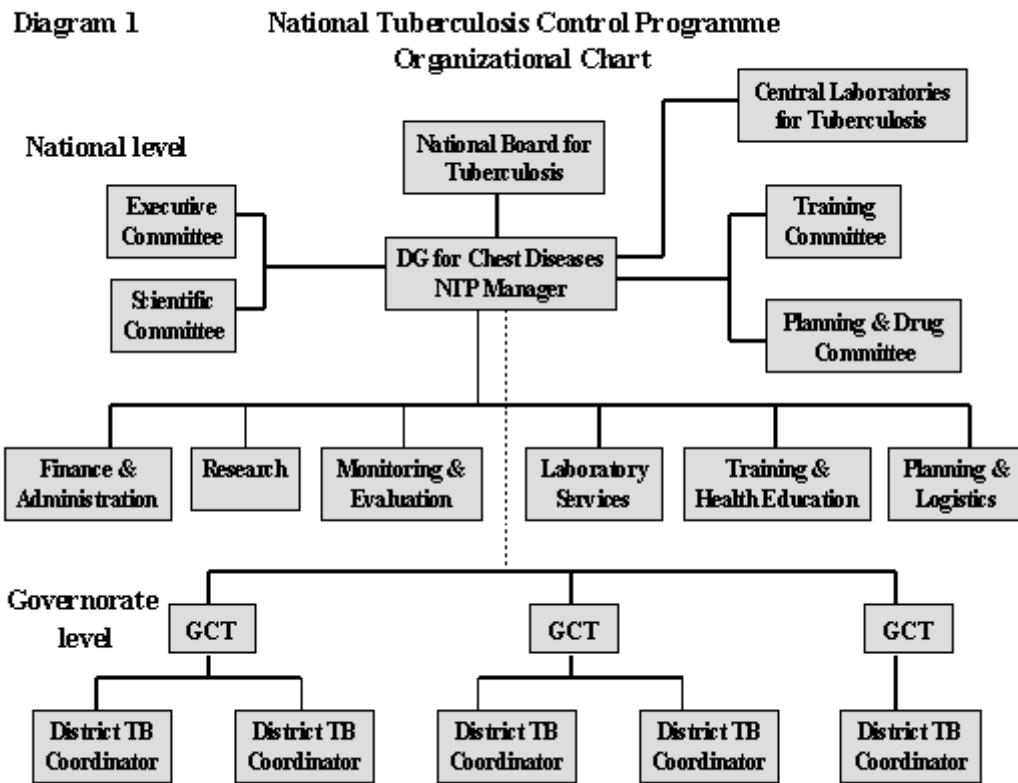 Diagram 1
National Tuberculosis Control Programme
Organizational Chart
Central Laboratories
for Tuberculosis
National level
National Board for
Tuberculosis
Executive
Committee
Training
Committee
DG for Chest Diseases
NTP Manager
Scientific
Committee
Planning & Drug
Committee
Finance &
Administration
Research
Monitoring &
Evaluation
Laboratory
Services
Training &
Health Education
Planning &
Logistics
Governorate
level
GCT
GCT
GCT
District TB
Coordinator
District TB
Coordinator
District TB
Coordinator
District TB
Coordinator
District TB
Coordinator